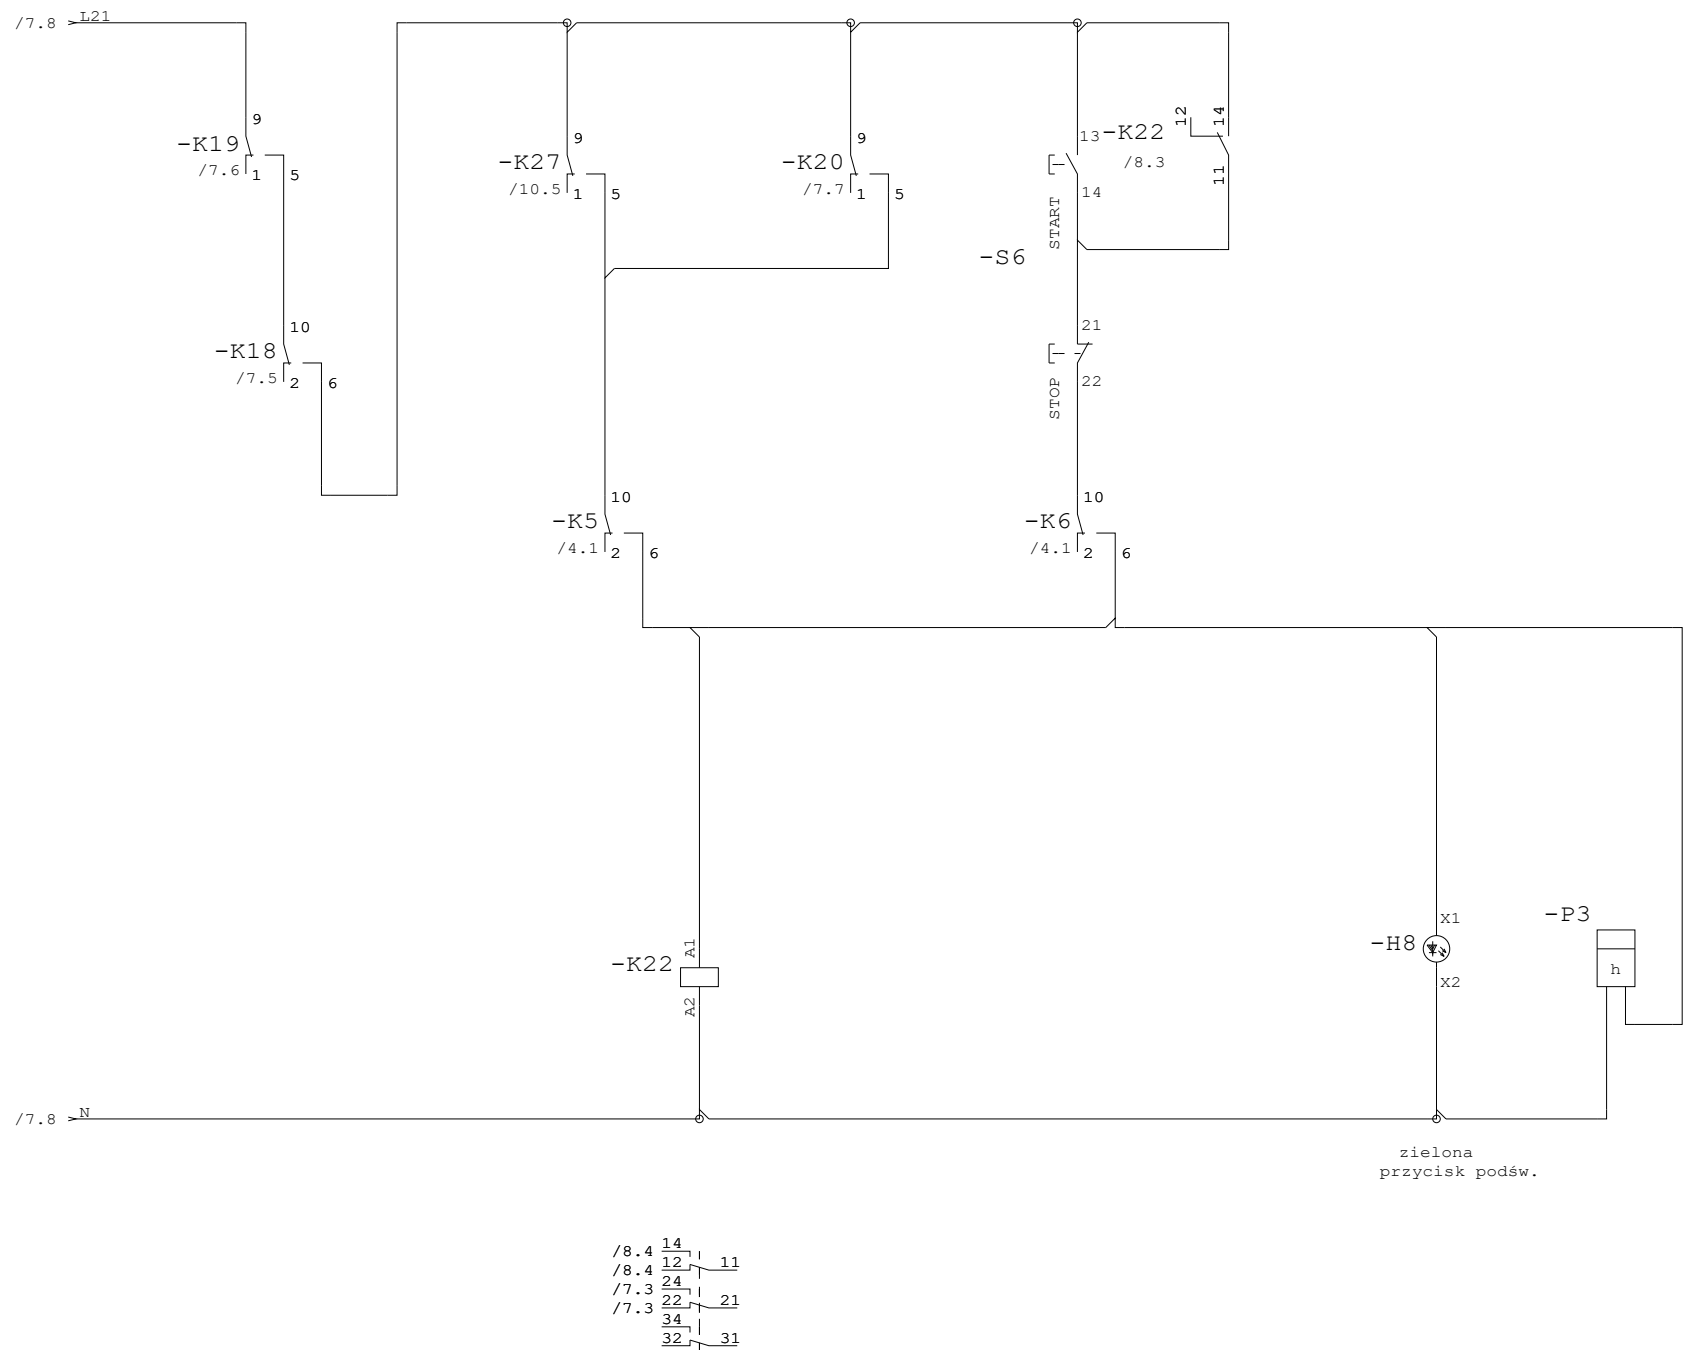 /7.8 L21
9
-K19
/7.6 1 5
10
-K18
/7.5 2 6
9
-K27
/10.5 1 5
9
-K20
/7.7 1 5
13
14
START
-S6
21
22
STOP
-K22
/8.3
12
14
11
10
-K5
/4.1 2 6
10
-K6
/4.1 2 6
A1
-K22
A2
X1
-H8
X2
-P3
h
/7.8 N
zielona
przycisk podśw.
/8.4 14
/8.4 12 11
/7.3 24
/7.3 22 21
34
32 31